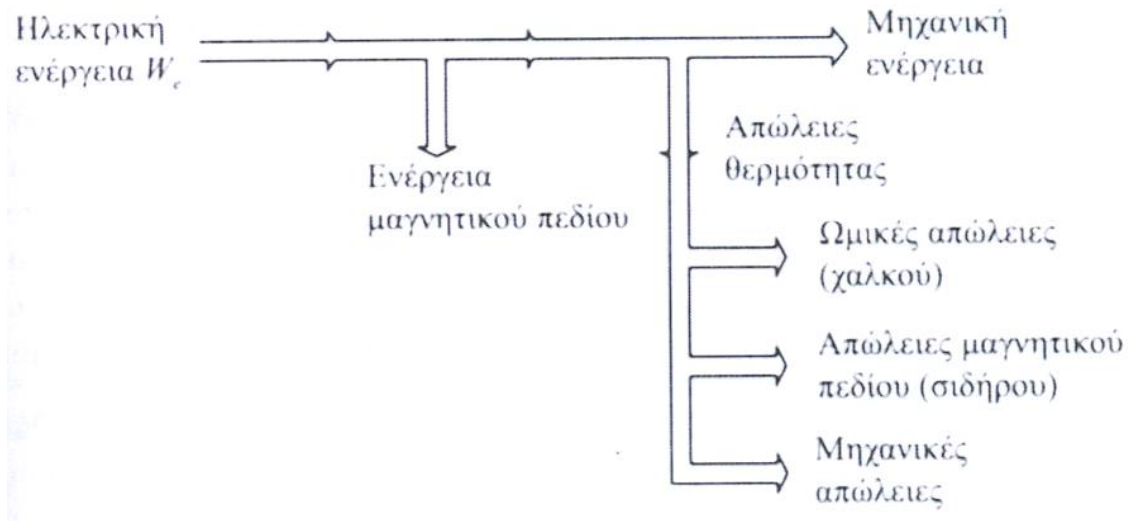 Ηλεκτρική
ενέργεια W_e
Μηχανική
ενέργεια
Απώλειες
θερμότητας
Ενέργεια
μαγνητικού πεδίου
Ωμικές απώλειες
(χαλκού)
Απώλειες μαγνητικού
πεδίου (σιδήρου)
Μηχανικές
απώλειες